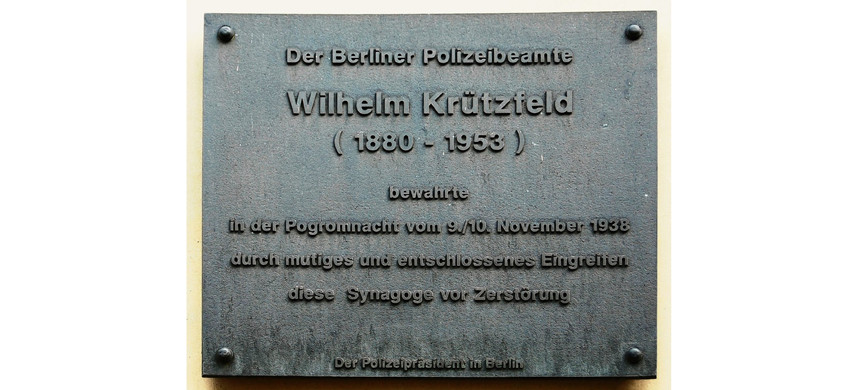 Der Berliner Polizeibeamte
Wilhelm Krützfeld
( 1880 - 1953 )
bewahrte
in der Pogromnacht vom 9./10. November 1938
durch mutiges und entschlossenes Eingreifen
diese Synagoge vor Zerstörung
Der Polizeipräsident in Berlin